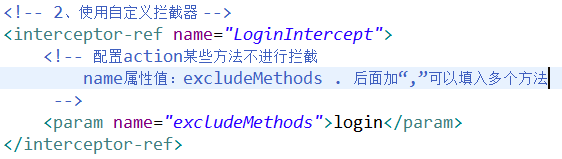 <!-- 2、使用自定义拦截器 -->
<interceptor-ref name="LoginIntercept">
<!-- 配置action某些方法不进行拦截
name属性值：excludeMethods . 后面加“,”可以填入多个方法
-->
<param name="excludeMethods">login</param>
</interceptor-ref>